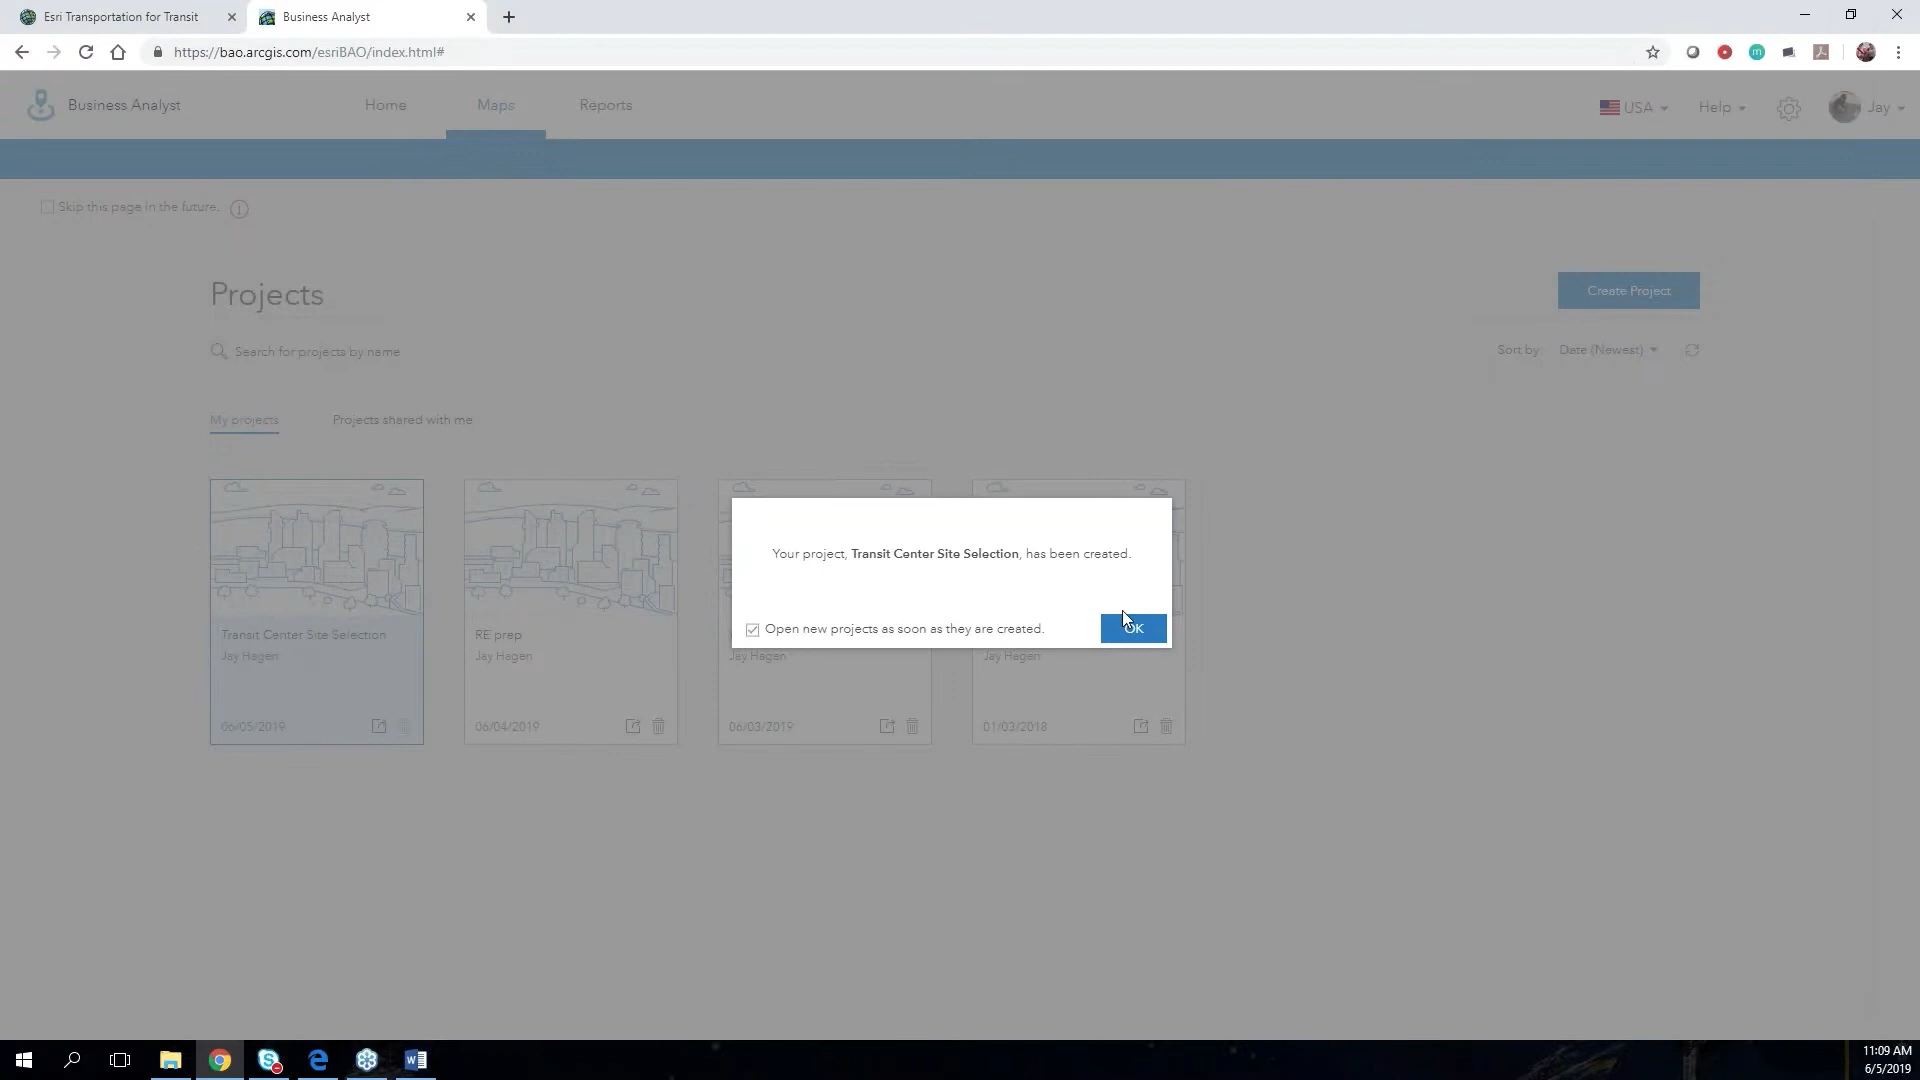 Esri Transportation for Transit
Business Analyst
https://bao.arcgis.com/esriBAO/index.html#
Business Analyst
Home
Maps
Reports
USA
Help
Jay
Skip this page in the future.
Projects
Create Project
Search for projects by name
Sort by
Date (Newest)
My projects
Projects shared with me
Your project, Transit Center Site Selection, has been created.
Open new projects as soon as they are created.
OK
Transit Center Site Selection
Jay Hagen
06/05/2019
RE prep
Jay Hagen
06/04/2019
Jay Hagen
06/03/2019
Jay Hagen
01/03/2018
11:09 AM
6/5/2019